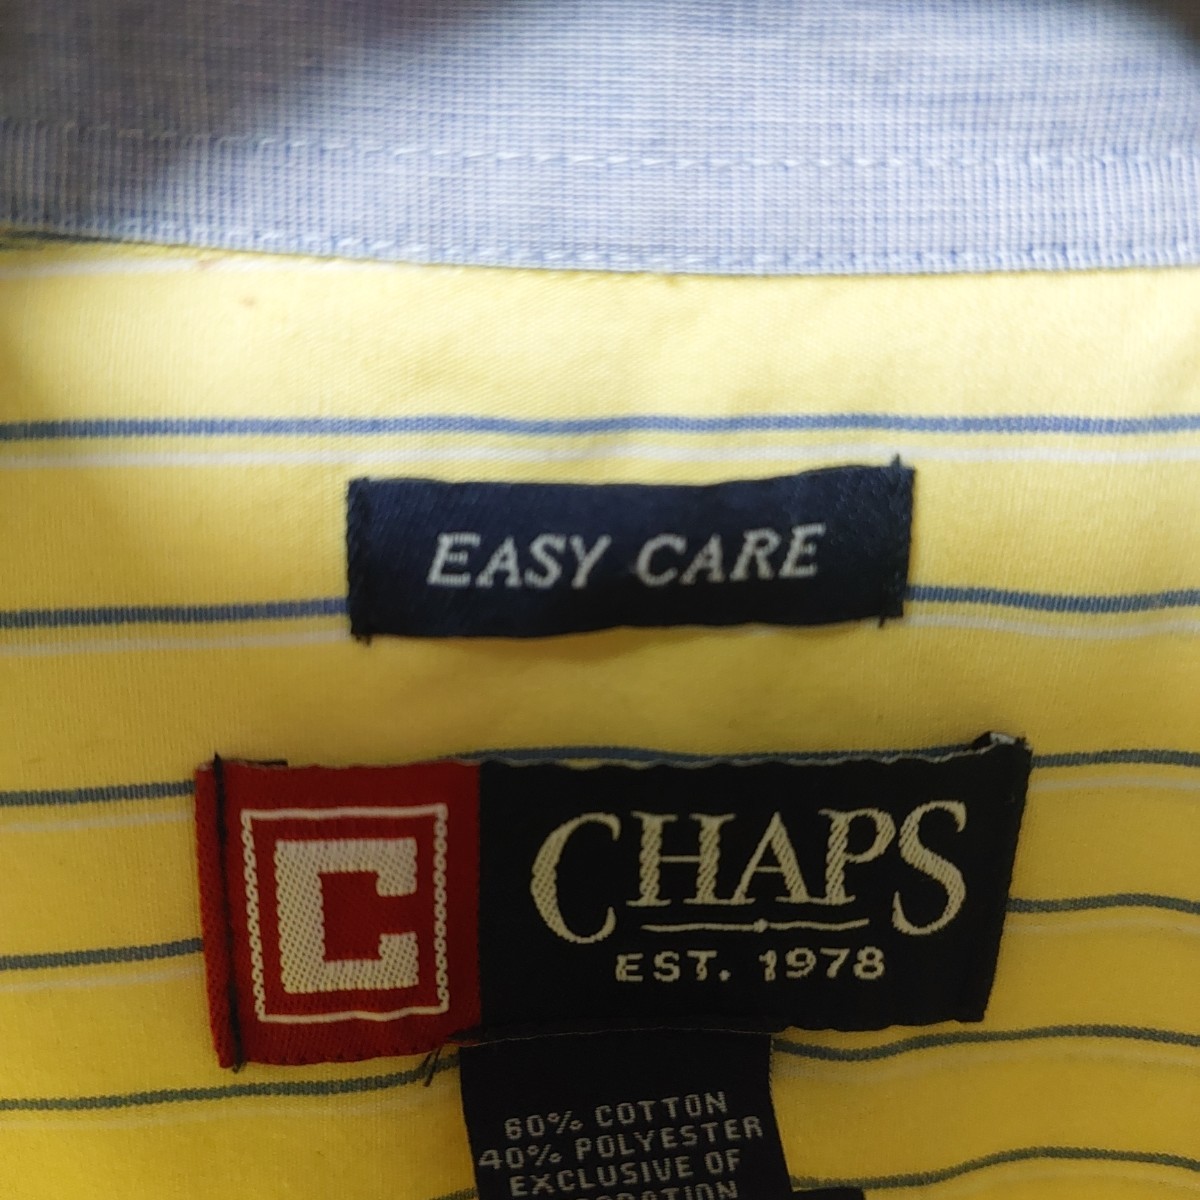 EASY CARE
C CHAPS
EST. 1978
60% COTTON
40% POLYESTER
EXCLUSIVE OF